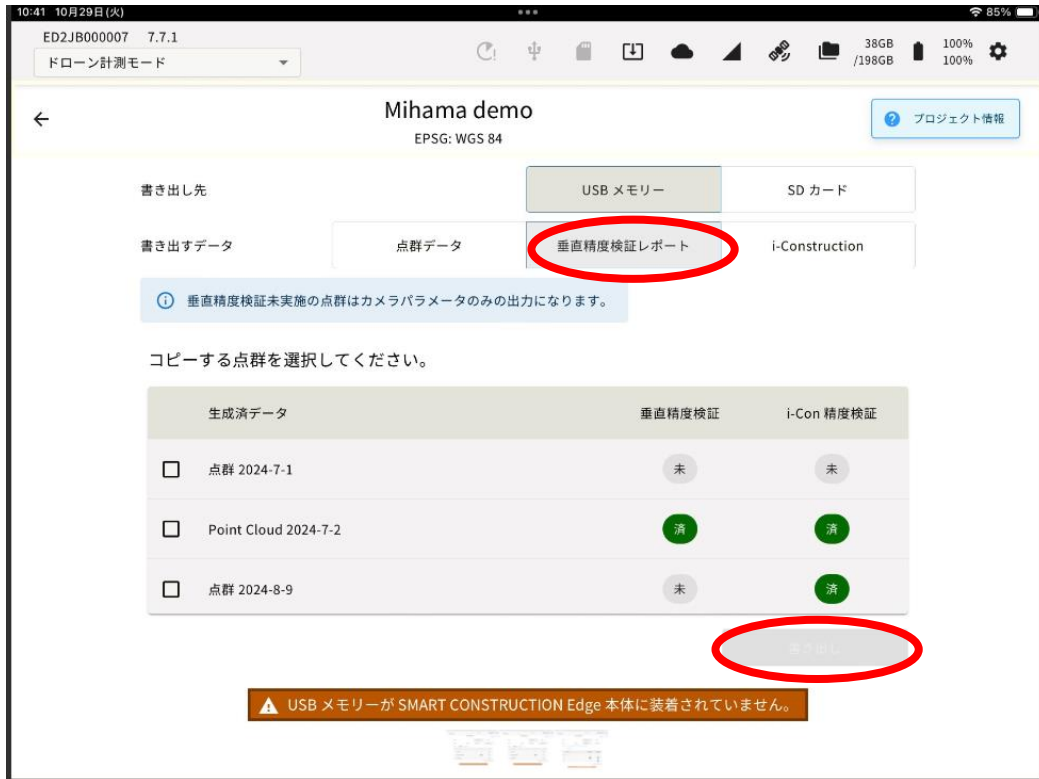 10:41 10月29日(火)
85%
ED2JB000007 7.7.1
ドローン計測モード
38GB
/198GB
100%
100%
Mihama demo
EPSG: WGS 84
プロジェクト情報
書き出し先
USB メモリー
SD カード
書き出すデータ
点群データ
垂直精度検証レポート
i-Construction
垂直精度検証未実施の点群はカメラパラメータのみの出力になります。
コピーする点群を選択してください。
生成済データ
垂直精度検証
i-Con 精度検証
点群 2024-7-1
未
未
Point Cloud 2024-7-2
済
済
点群 2024-8-9
未
済
書き出し
USB メモリーが SMART CONSTRUCTION Edge 本体に装着されていません。